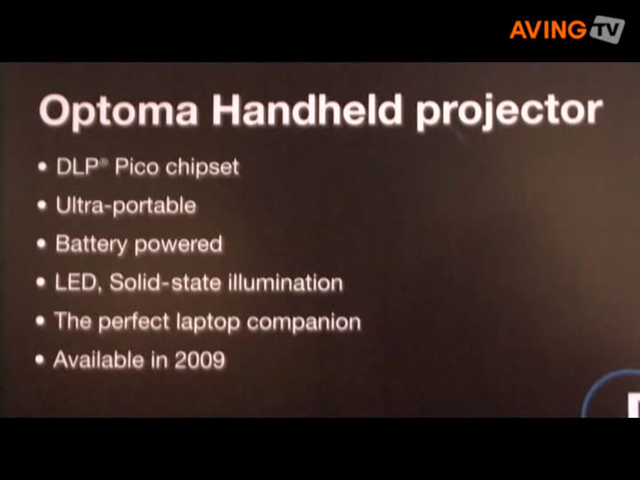 AVING TV
Optoma Handheld projector
• DLP® Pico chipset
• Ultra-portable
• Battery powered
• LED, Solid-state illumination
• The perfect laptop companion
• Available in 2009